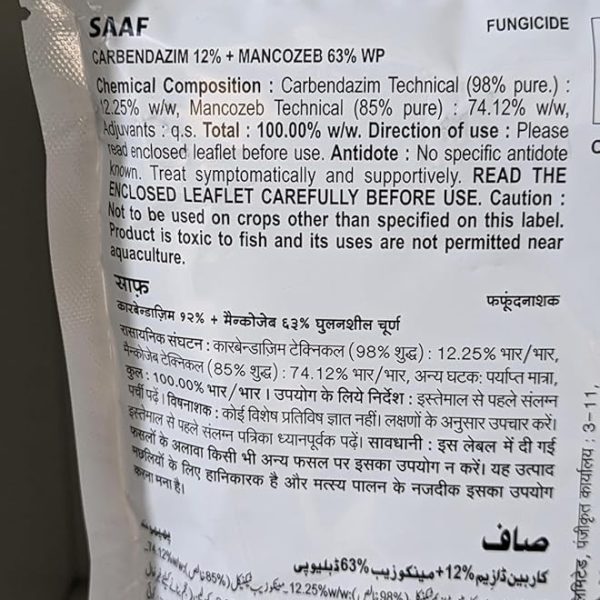 SAAF FUNGICIDE
CARBENDAZIM 12% + MANCOZEB 63% WP
Chemical Composition : Carbendazim Technical (98% pure.) :
12.25% w/w, Mancozeb Technical (85% pure) : 74.12% w/w,
Adjuvants : q.s. Total : 100.00% w/w. Direction of use : Please
read enclosed leaflet before use. Antidote : No specific antidote
known. Treat symptomatically and supportively. READ THE
ENCLOSED LEAFLET CAREFULLY BEFORE USE. Caution :
Not to be used on crops other than specified on this label.
Product is toxic to fish and its uses are not permitted near
aquaculture.
साफ़ फफूंदनाशक
कारबेन्डाज़िम १२% + मैन्कोजेब ६३% घुलनशील चूर्ण
रासायनिक संघटन : कारबेन्डाज़िम टेक्निकल (98% शुद्ध) : 12.25% भार/भार,
मैन्कोजेब टेक्निकल (85% शुद्ध) : 74.12% भार/भार, अन्य घटक: पर्याप्त मात्रा,
कुल : 100.00% भार/भार । उपयोग के लिये निर्देश : इस्तेमाल से पहले संलग्न
पर्ची पढ़ें । विषनाशक : कोई विशेष प्रतिविष ज्ञात नहीं। लक्षणों के अनुसार उपचार करें।
इस्तेमाल से पहले संलग्न पत्रिका ध्यानपूर्वक पढ़ें। सावधानी : इस लेबल में दी गई
फसलों के अलावा किसी भी अन्य फसल पर इसका उपयोग न करें। यह उत्पाद
मछलियों के लिए हानिकारक है और मत्स्य पालन के नजदीक इसका उपयोग
करना मना है।
صاف
کاربین ڈازیم 12% + مینکوزیب 63% ڈبلیو پی
लिमिटेड, पंजीकृत कार्यालय : 3-11,